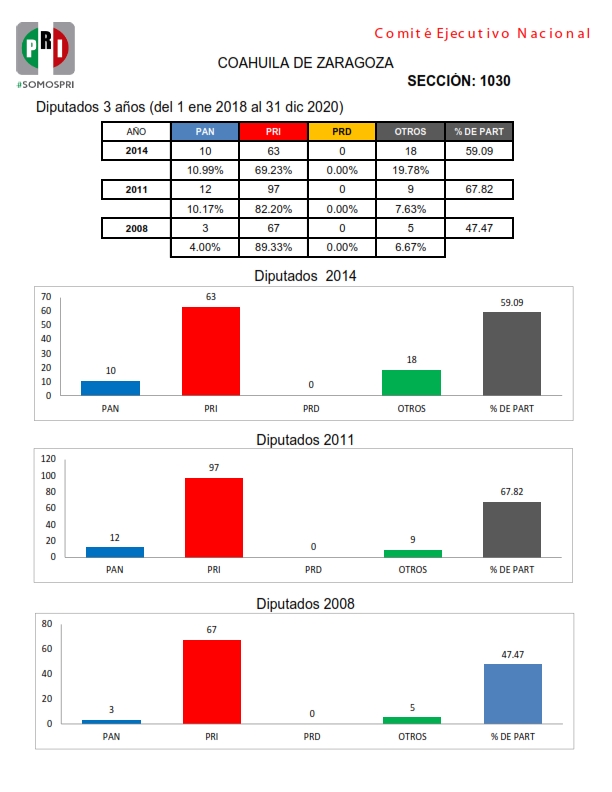 PRI
#SOMOSPRI
Comité Ejecutivo Nacional
COAHUILA DE ZARAGOZA
SECCIÓN: 1030
Diputados 3 años (del 1 ene 2018 al 31 dic 2020)
AÑO PAN PRI PRD OTROS % DE PART
2014 10 63 0 18 59.09
10.99% 69.23% 0.00% 19.78%
2011 12 97 0 9 67.82
10.17% 82.20% 0.00% 7.63%
2008 3 67 0 5 47.47
4.00% 89.33% 0.00% 6.67%
Diputados 2014
70
60
50
40
30
20
10
0
10 63 0 18 59.09
PAN PRI PRD OTROS % DE PART
Diputados 2011
120
100
80
60
40
20
0
12 97 0 9 67.82
PAN PRI PRD OTROS % DE PART
Diputados 2008
80
60
40
20
0
3 67 0 5 47.47
PAN PRI PRD OTROS % DE PART